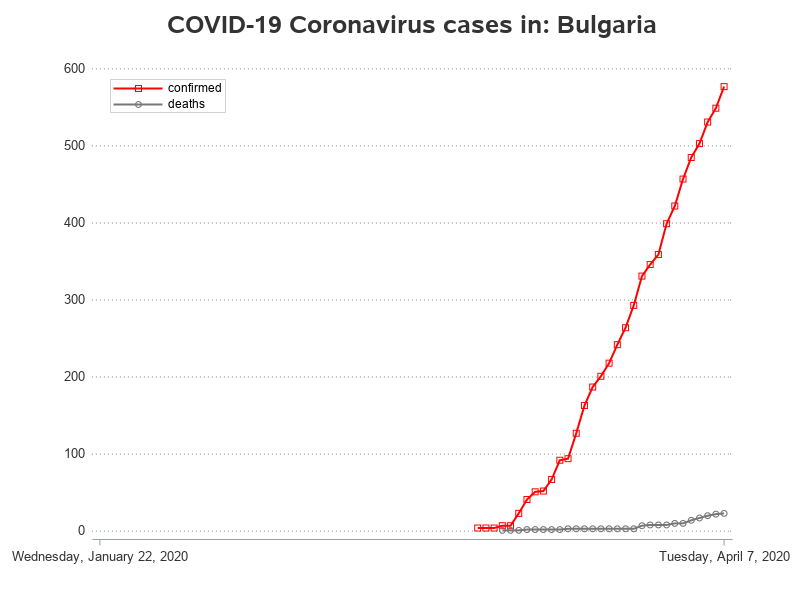 COVID-19 Coronavirus cases in: Bulgaria
600
confirmed
deaths
500
400
300
200
100
0
Wednesday, January 22, 2020
Tuesday, April 7, 2020